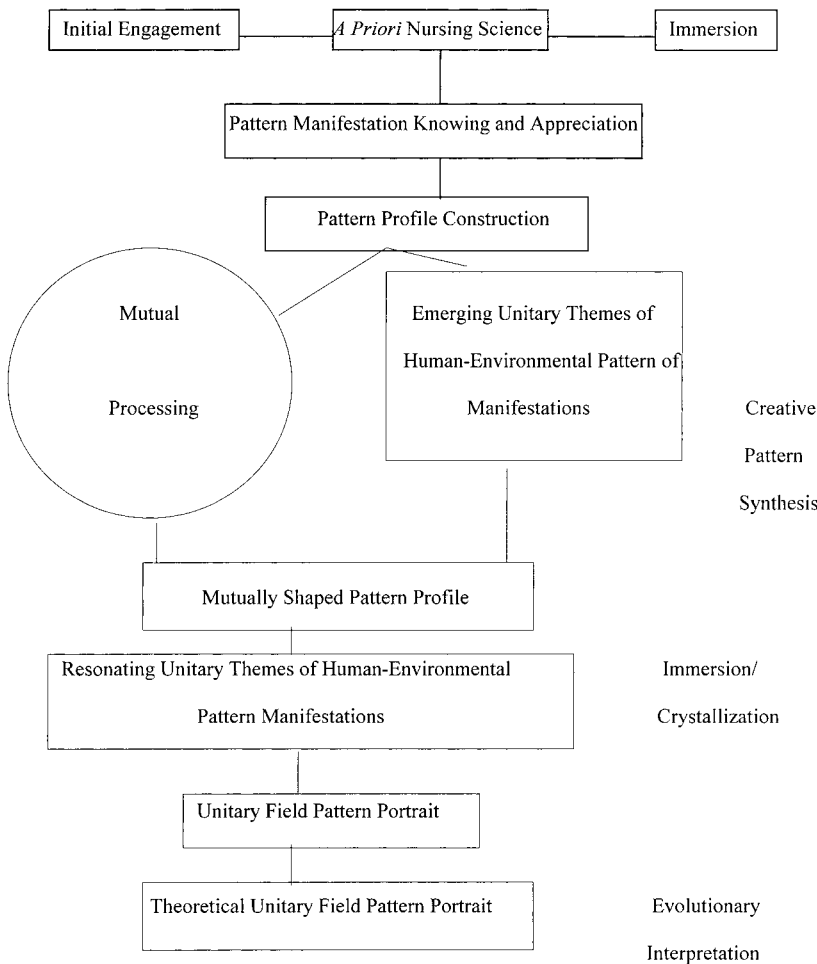 Initial Engagement
A Priori Nursing Science
Immersion
Pattern Manifestation Knowing and Appreciation
Pattern Profile Construction
Mutual
Processing
Emerging Unitary Themes of
Human-Environmental Pattern of
Manifestations
Creative
Pattern
Synthesis
Mutually Shaped Pattern Profile
Resonating Unitary Themes of Human-Environmental
Pattern Manifestations
Immersion/
Crystallization
Unitary Field Pattern Portrait
Theoretical Unitary Field Pattern Portrait
Evolutionary
Interpretation